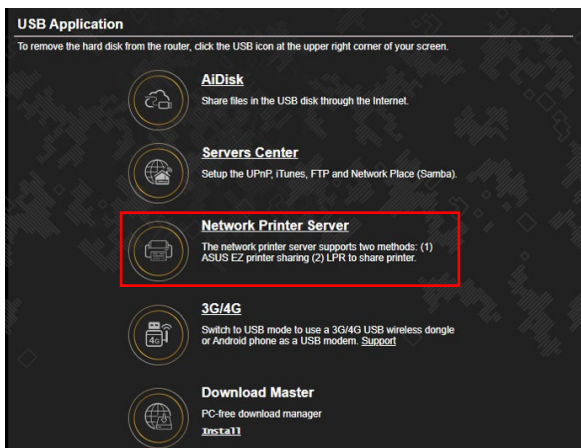 USB Application
To remove the hard disk from the router, click the USB icon at the upper right corner of your screen.
AiDisk
Share files in the USB disk through the Internet.
Servers Center
Setup the UPnP, iTunes, FTP and Network Place (Samba).
Network Printer Server
The network printer server supports two methods: (1)
ASUS EZ printer sharing (2) LPR to share printer.
3G/4G
4G
Switch to USB mode to use a 3G/4G USB wireless dongle
or Android phone as a USB modem. Support
Download Master
PC-free download manager
Install